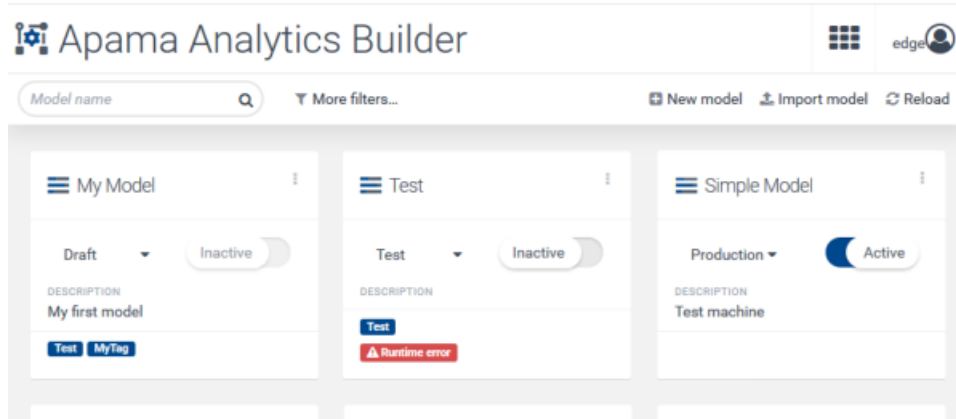 Apama Analytics Builder
edge
Model name
More filters...
New model
Import model
Reload
My Model
Draft
Inactive
DESCRIPTION
My first model
Test MyTag
Test
Test
Inactive
DESCRIPTION
Test
Runtime error
Simple Model
Production
Active
DESCRIPTION
Test machine